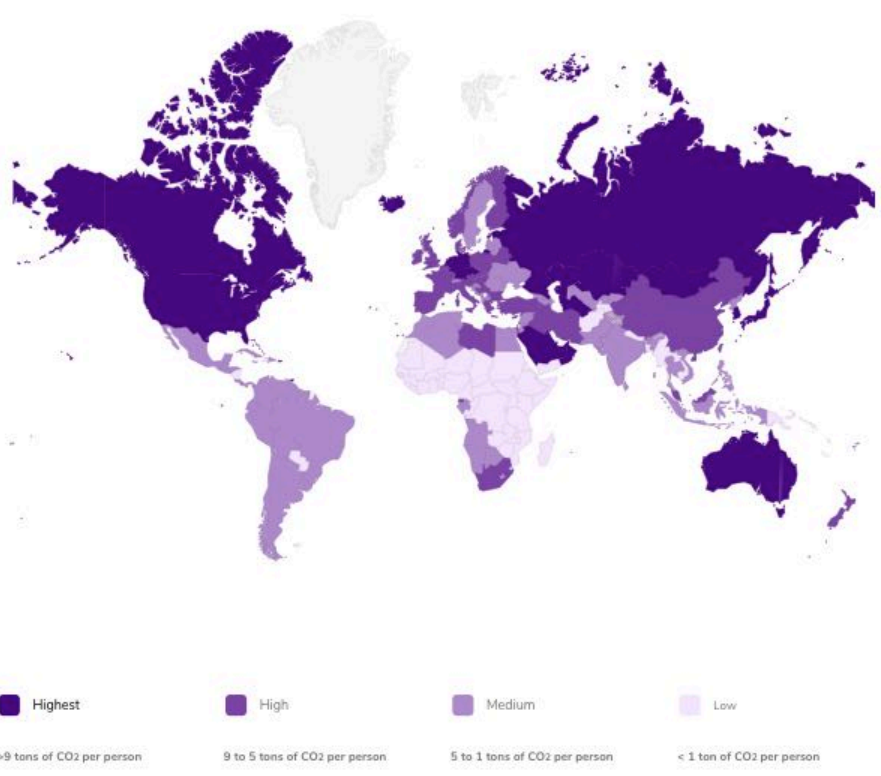 Highest
High
Medium
Low
>9 tons of CO2 per person
9 to 5 tons of CO2 per person
5 to 1 tons of CO2 per person
< 1 ton of CO2 per person